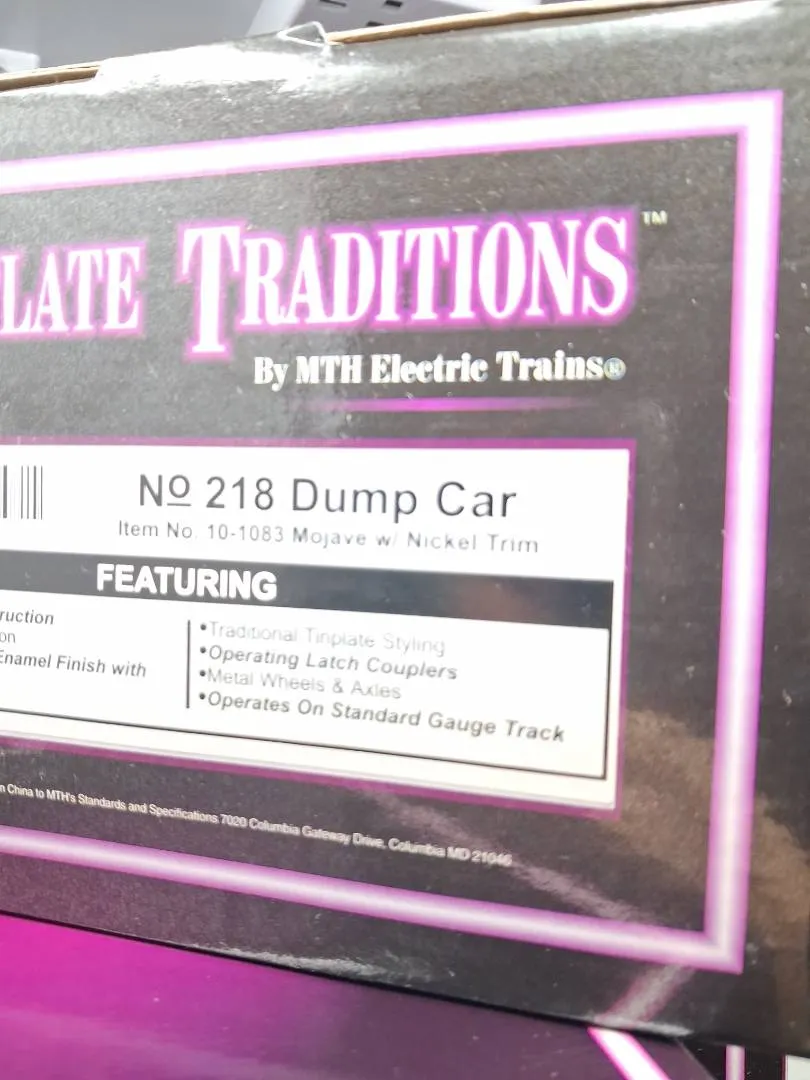 LATE TRADITIONS™
By MTH Electric Trains®
No 218 Dump Car
Item No. 10-1083 Mojave w/ Nickel Trim
FEATURING
ruction
on
Enamel Finish with
•Traditional Tinplate Styling
•Operating Latch Couplers
•Metal Wheels & Axles
•Operates On Standard Gauge Track
n China to MTH's Standards and Specifications 7020 Columbia Gateway Drive, Columbia MD 21046